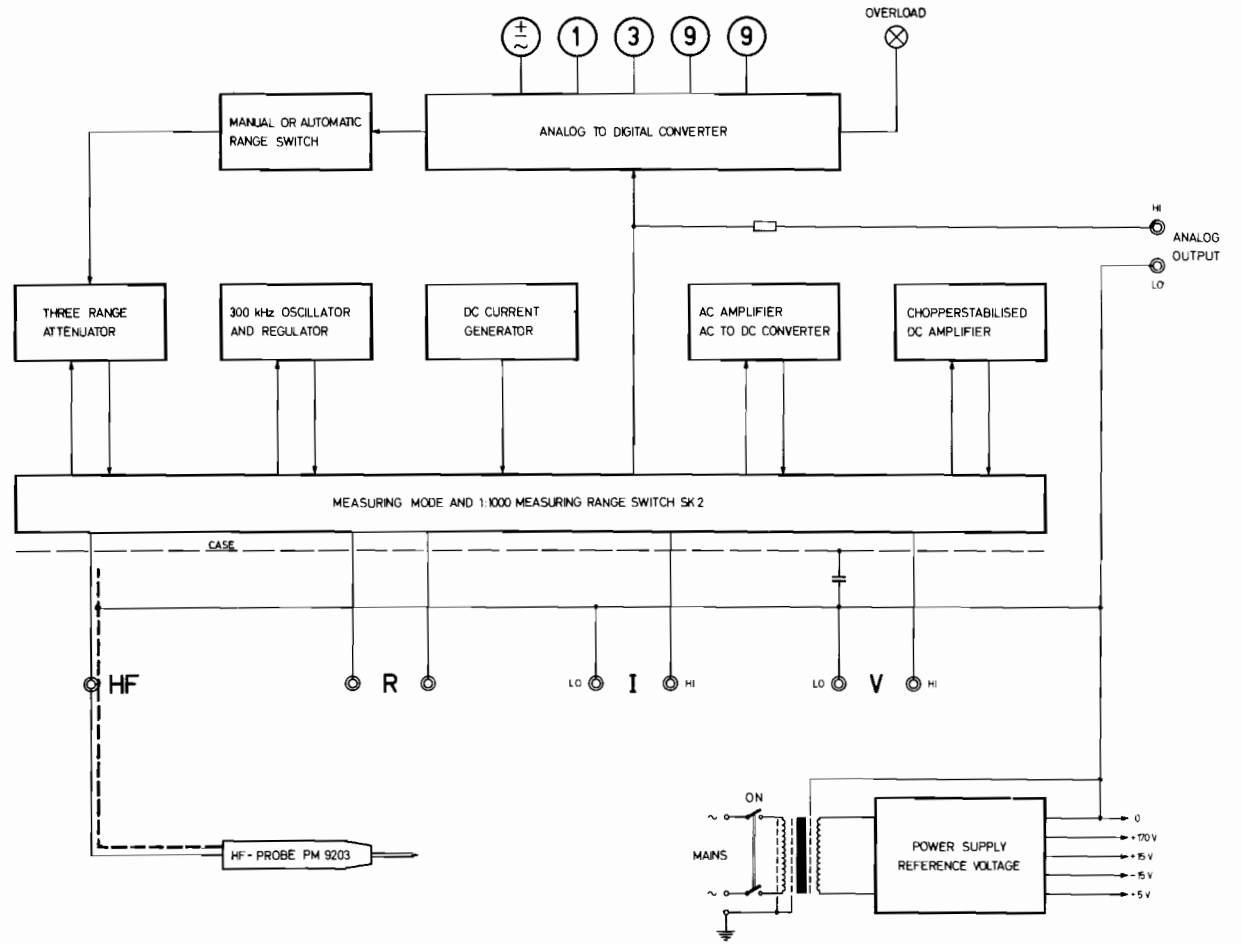 OVERLOAD
± ~ 1 3 9 9
MANUAL OR AUTOMATIC
RANGE SWITCH
ANALOG TO DIGITAL CONVERTER
HI
ANALOG
OUTPUT
LO
THREE RANGE
ATTENUATOR
300 kHz OSCILLATOR
AND REGULATOR
DC CURRENT
GENERATOR
AC AMPLIFIER
AC TO DC CONVERTER
CHOPPERSTABILISED
DC AMPLIFIER
MEASURING MODE AND 1:1000 MEASURING RANGE SWITCH SK2
CASE
HF
R
LO I HI
LO V HI
HF-PROBE PM 9203
ON
~
MAINS
~
POWER SUPPLY
REFERENCE VOLTAGE
0
+170 V
+15 V
-15 V
+5 V